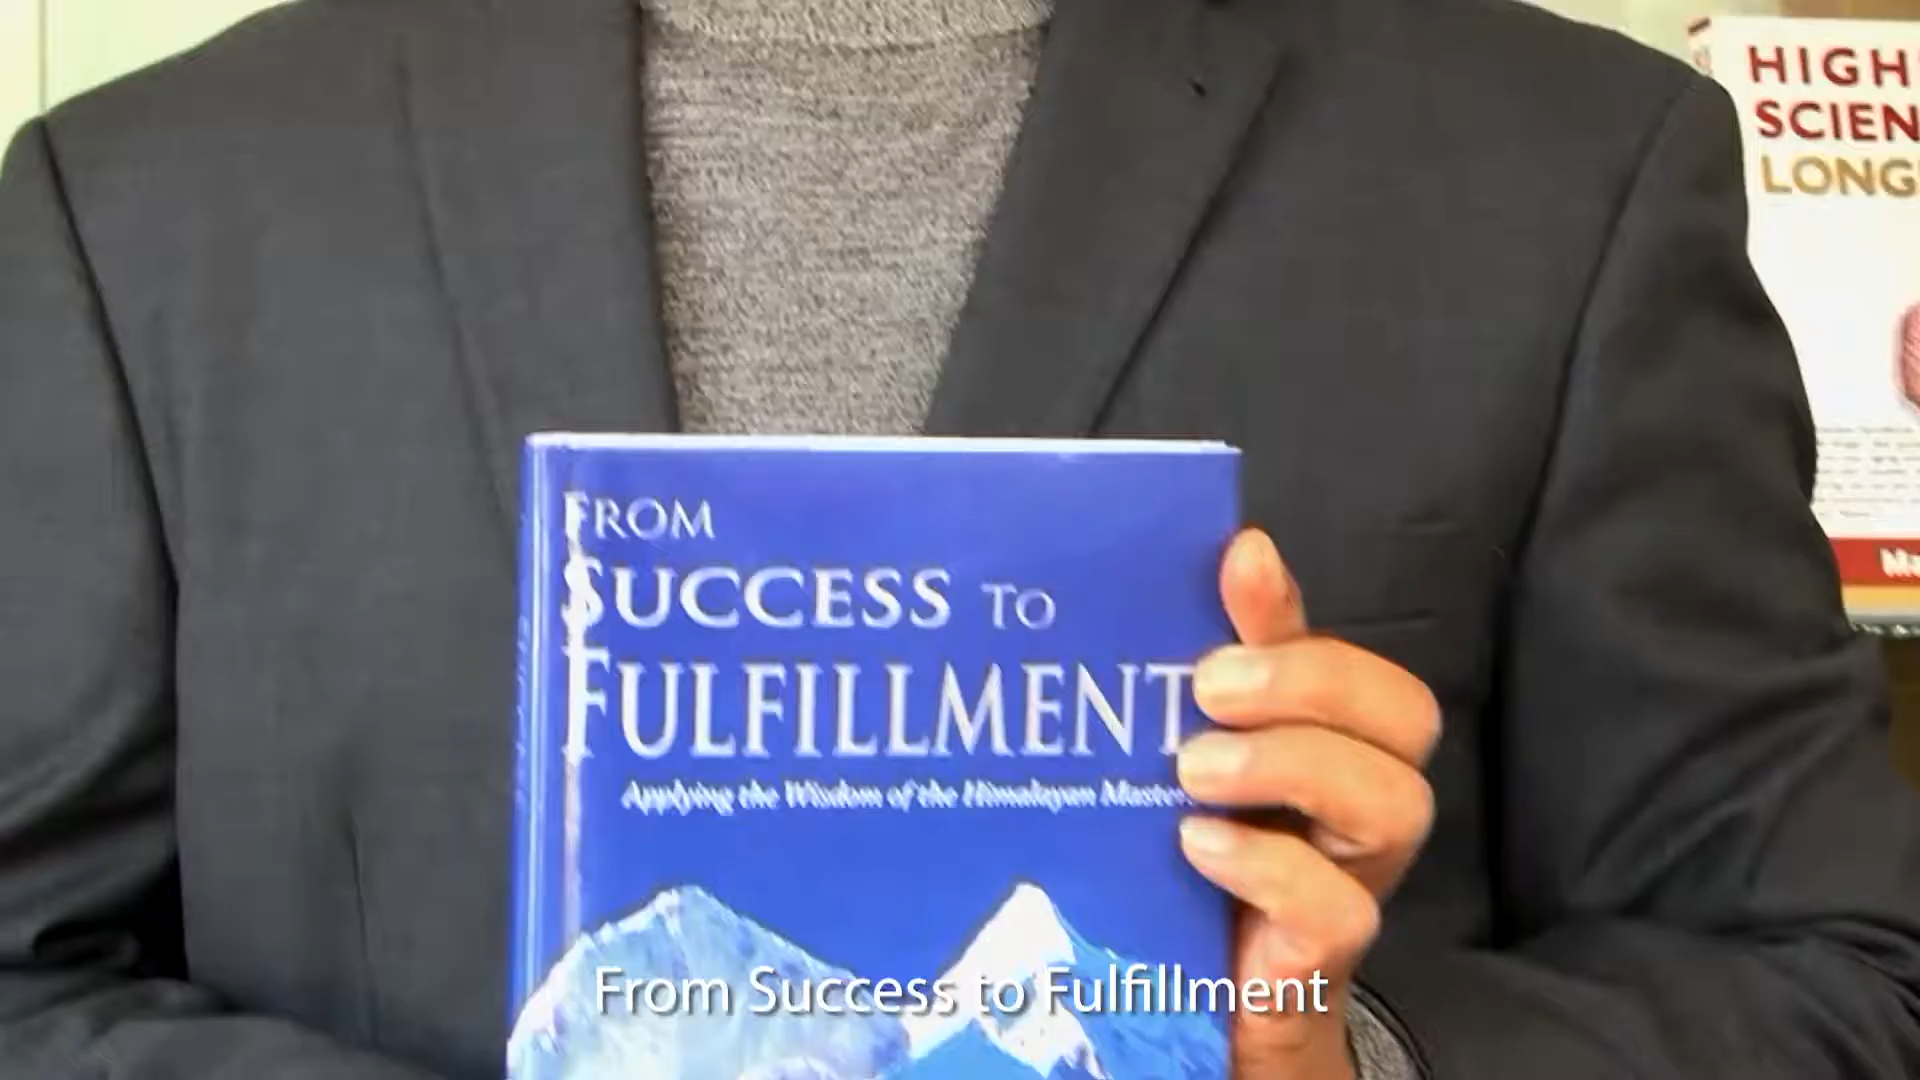 FROM
SUCCESS TO
FULFILLMENT
Applying the Wisdom of the Himalayan Masters
From Success to Fulfillment
HIGH
SCIEN
LONG